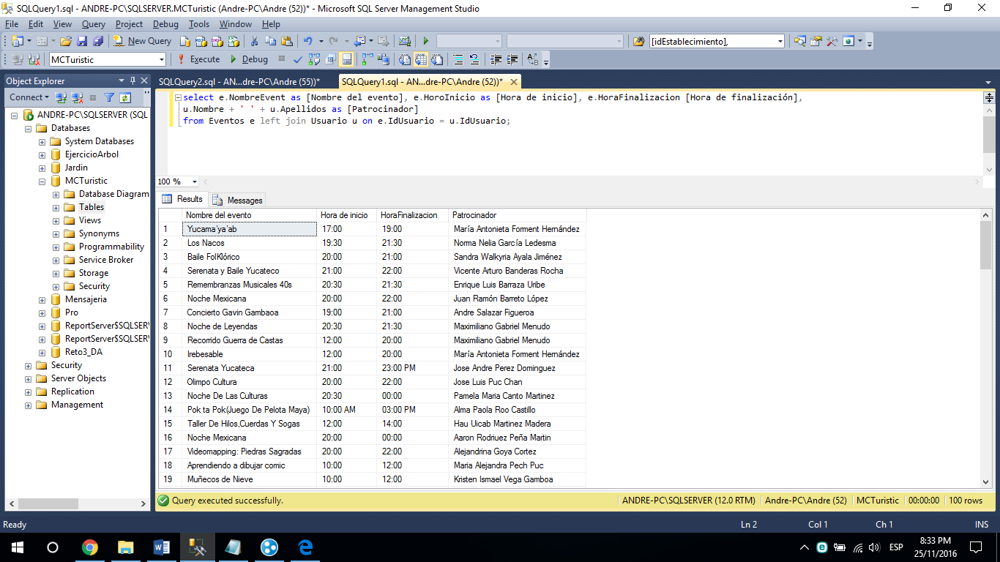 SQLQuery1.sql - ANDRE-PC\SQLSERVER.MCTuristic (Andre-PC\Andre (52))* - Microsoft SQL Server Management Studio
File Edit View Query Project Debug Tools Window Help
New Query [idEstablecimiento],
MCTuristic Execute Debug
Object Explorer
Connect
ANDRE-PC\SQLSERVER (SQL
Databases
System Databases
EjercicioArbol
Jardin
MCTuristic
Database Diagram
Tables
Views
Synonyms
Programmability
Service Broker
Storage
Security
Mensajeria
Pro
ReportServer$SQLSER
ReportServer$SQLSER
Reto3_DA
Security
Server Objects
Replication
Management
SQLQuery2.sql - AN...dre-PC\Andre (55))* SQLQuery1.sql - AN...dre-PC\Andre (52))*
select e.NombreEvent as [Nombre del evento], e.HoroInicio as [Hora de inicio], e.HoraFinalizacion [Hora de finalización],
u.Nombre + ' ' + u.Apellidos as [Patrocinador]
from Eventos e left join Usuario u on e.IdUsuario = u.IdUsuario;
100 %
Results Messages
Nombre del evento Hora de inicio HoraFinalizacion Patrocinador
1 Yucama´ya´ab 17:00 19:00 María Antonieta Forment Hernández
2 Los Nacos 19:30 21:30 Norma Nelia García Ledesma
3 Baile FolKlórico 20:00 21:00 Sandra Walkyria Ayala Jiménez
4 Serenata y Baile Yucateco 21:00 22:00 Vicente Arturo Banderas Rocha
5 Remembranzas Musicales 40s 20:30 21:30 Enrique Luis Barraza Uribe
6 Noche Mexicana 20:00 22:00 Juan Ramón Barreto López
7 Concierto Gavin Gambaoa 19:00 21:00 Andre Salazar Figueroa
8 Noche de Leyendas 20:30 21:30 Maximiliano Gabriel Menudo
9 Recorrido Guerra de Castas 12:00 20:00 Maximiliano Gabriel Menudo
10 Irebesable 12:00 20:00 María Antonieta Forment Hernández
11 Serenata Yucateca 21:00 23:00 PM Jose Andre Perez Dominguez
12 Olimpo Cultura 20:00 22:00 Jose Luis Puc Chan
13 Noche De Las Culturas 20:30 00:00 Pamela Maria Canto Martinez
14 Pok ta Pok(Juego De Pelota Maya) 10:00 AM 03:00 PM Alma Paola Roo Castillo
15 Taller De Hilos,Cuerdas Y Sogas 12:00 14:00 Hau Uicab Martinez Madera
16 Noche Mexicana 20:00 00:00 Aaron Rodriuez Peña Martin
17 Videomapping: Piedras Sagradas 20:00 22:00 Alejandrina Goya Cortez
18 Aprendiendo a dibujar comic 10:00 12:00 Maria Alejandra Pech Puc
19 Muñecos de Nieve 10:00 12:00 Kristen Ismael Vega Gamboa
Query executed successfully. ANDRE-PC\SQLSERVER (12.0 RTM) Andre-PC\Andre (52) MCTuristic 00:00:00 100 rows
Ready Ln 2 Col 1 Ch 1 INS
ESP 8:33 PM
25/11/2016